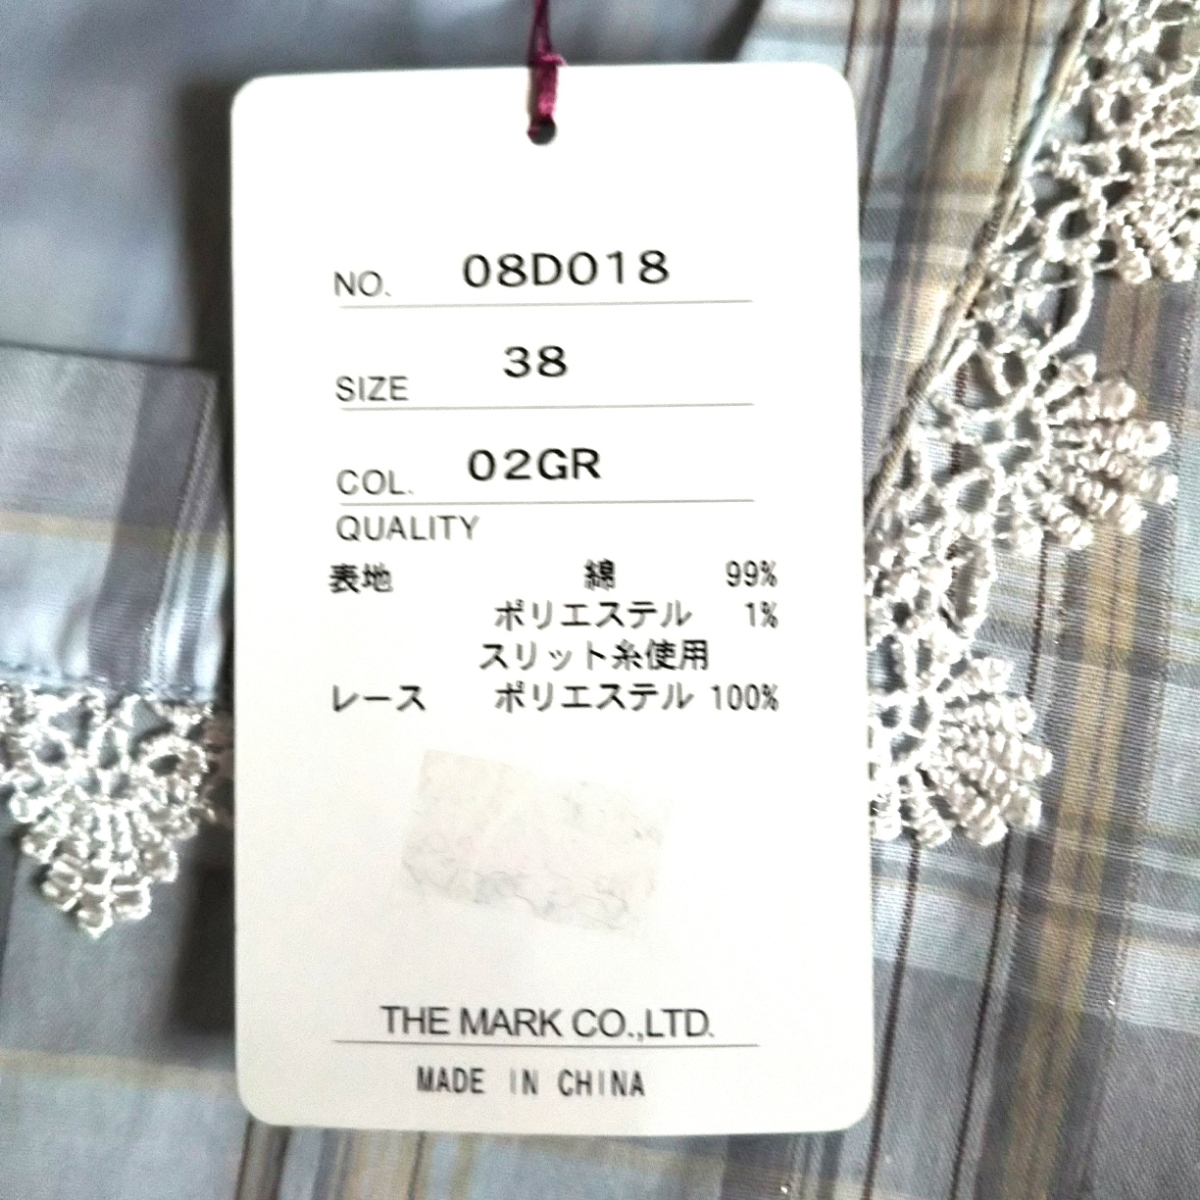 NO. 08D018
SIZE 38
COL. 02GR
QUALITY
表地 綿 99%
ポリエステル 1%
スリット糸使用
レース ポリエステル 100%
THE MARK CO.,LTD.
MADE IN CHINA